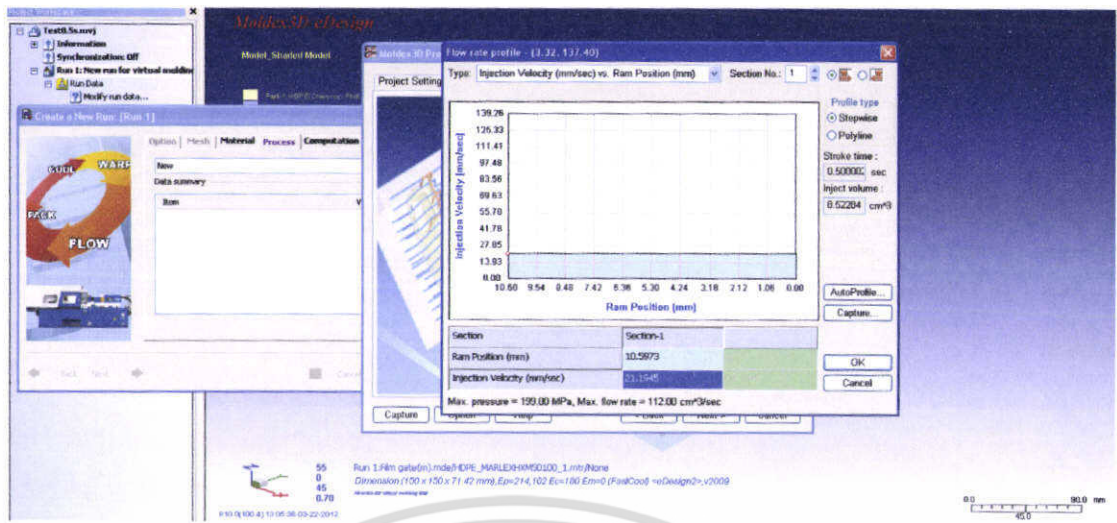 Moldex3D eDesign
Test0.5s.mvj
Information
Synchronization: Off
Run 1: New run for virtual molding
Run Data
Modify run data...
Model_Shaded Model
Create a New Run: [Run 1]
Option
Mesh
Material
Process
Computation
New
Data summary
Item
COOL
WARP
PACK
FLOW
Back
Next
Project Setting
Flow rate profile - (3.32, 137.40)
Type:
Injection Velocity (mm/sec) vs. Ram Position (mm)
Section No.:
1
Profile type
Stepwise
Polyline
Stroke time :
sec
Inject volume :
8.52284
cm^3
139.26
125.33
111.41
97.48
83.56
69.63
55.70
41.78
27.85
13.93
0.00
Injection Velocity (mm/sec)
10.60 9.54 8.48 7.42 6.36 5.30 4.24 3.18 2.12 1.06 0.00
Ram Position (mm)
AutoProfile...
Capture...
Section
Section-1
Ram Position (mm)
10.5973
Injection Velocity (mm/sec)
21.1945
OK
Cancel
Max. pressure = 199.00 MPa, Max. flow rate = 112.00 cm^3/sec
Capture
Option
Help
< Back
Next >
Cancel
55
0
45
0.70
Run 1:Film gate(m).mde/HDPE_MARLEXHXM50100_1.mtr/None
Dimension:(150 x 150 x 71.42 mm),Ep=214,102 Ec=180 Em=0 (FastCool) <eDesign2>,v2009
0.0
90.0 mm
45.0